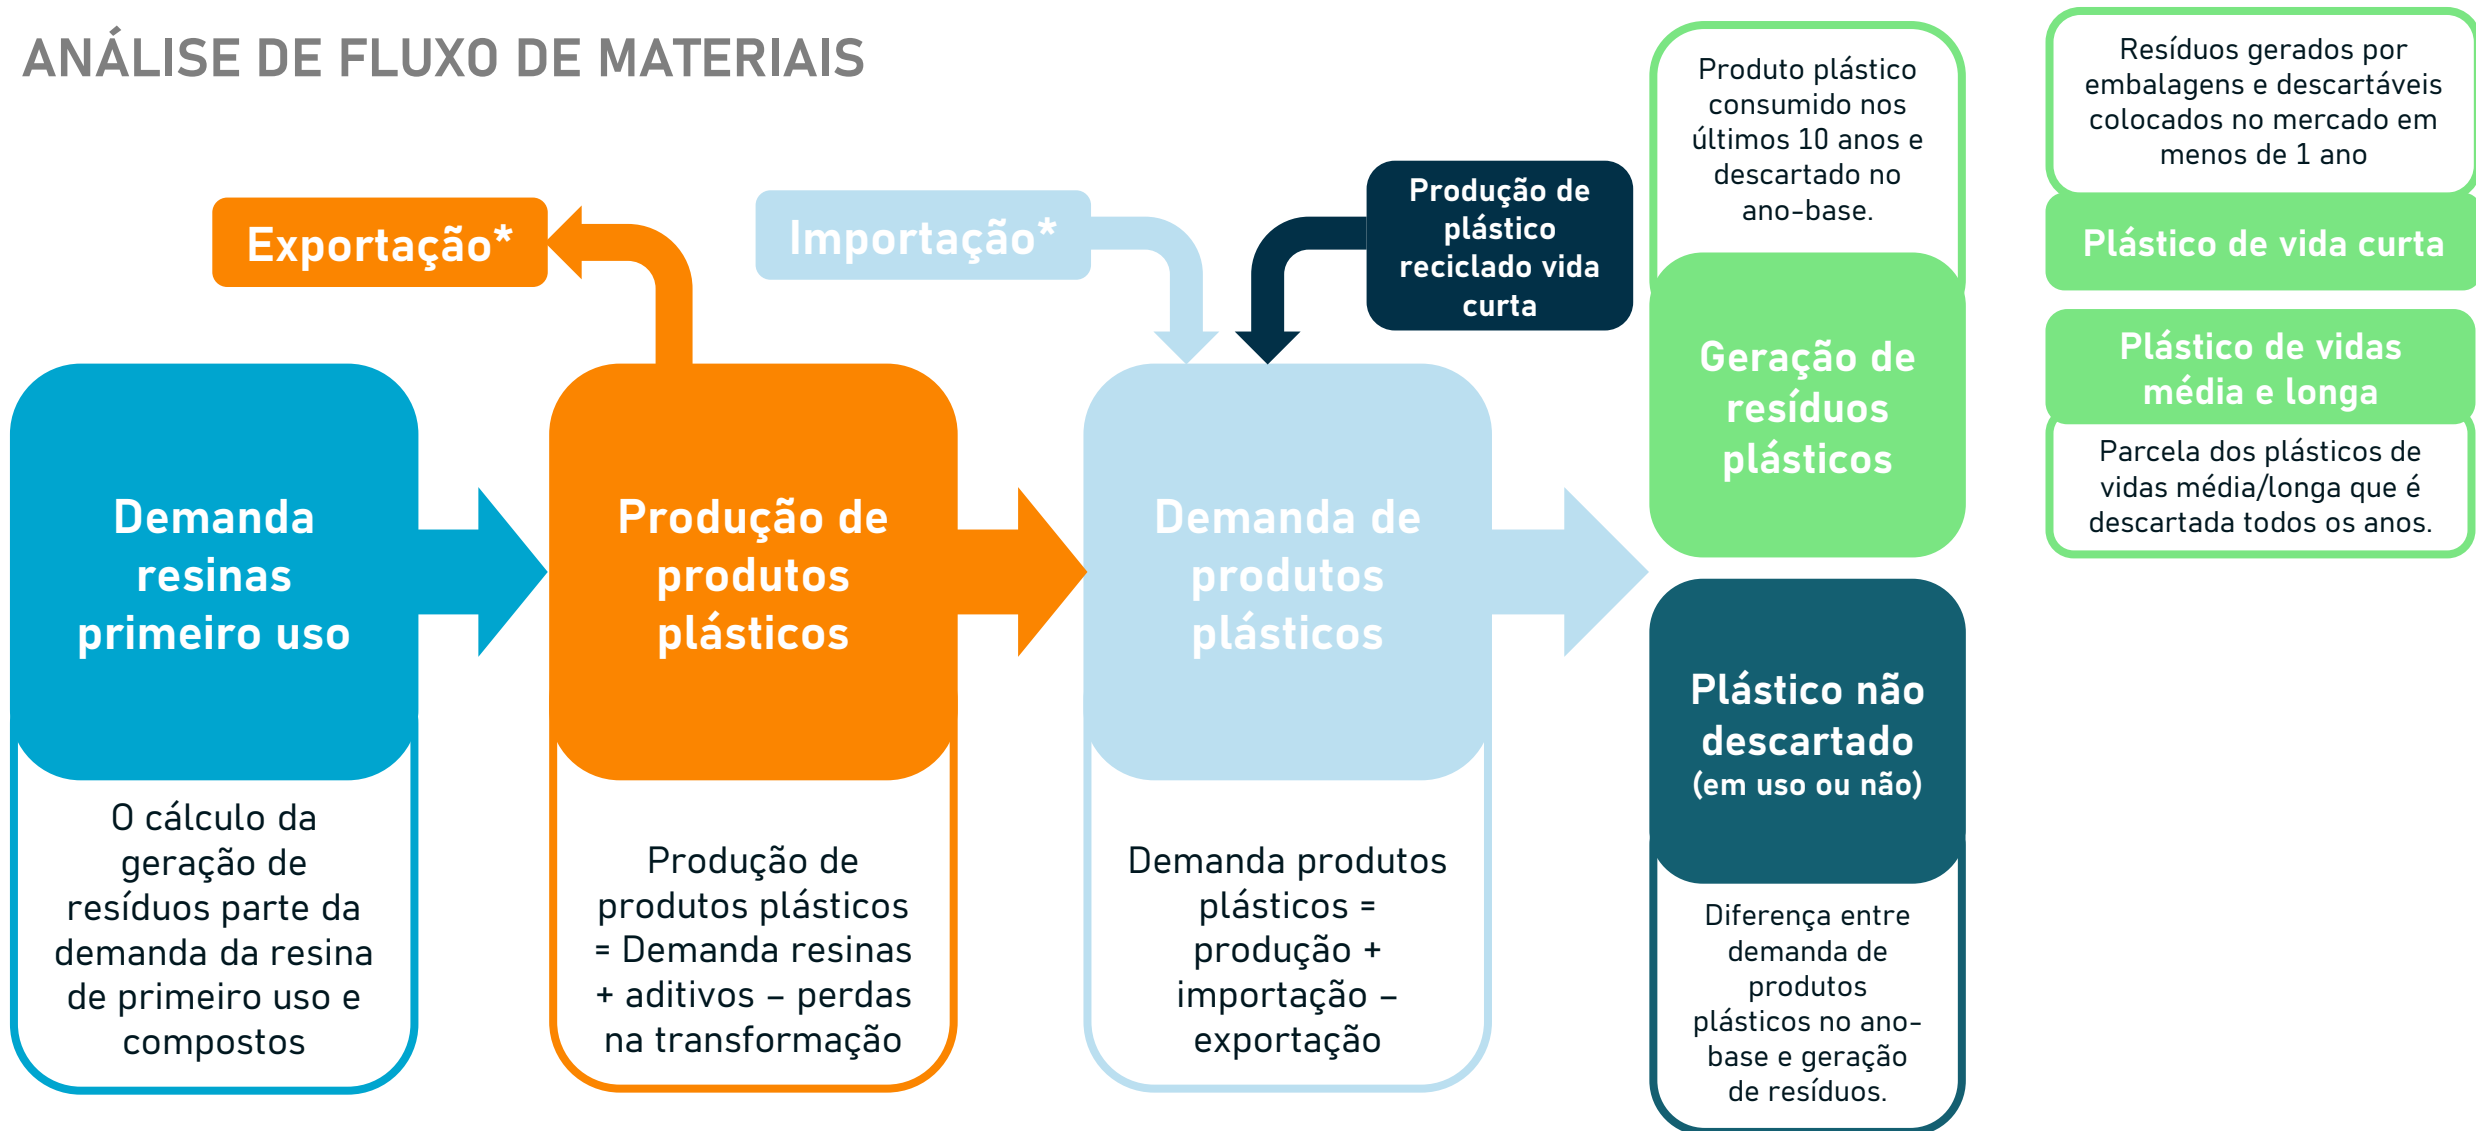 ANÁLISE DE FLUXO DE MATERIAIS
Exportação*
Importação*
Produção de
plástico
reciclado vida
curta
Demanda
resinas
primeiro uso
O cálculo da
geração de
resíduos parte da
demanda da resina
de primeiro uso e
compostos
Produção de
produtos
plásticos
Produção de
produtos plásticos
= Demanda resinas
+ aditivos – perdas
na transformação
Demanda de
produtos
plásticos
Demanda produtos
plásticos =
produção +
importação –
exportação
Produto plástico
consumido nos
últimos 10 anos e
descartado no
ano-base.
Geração de
resíduos
plásticos
Plástico não
descartado
(em uso ou não)
Diferença entre
demanda de
produtos
plásticos no ano-
base e geração
de resíduos.
Resíduos gerados por
embalagens e descartáveis
colocados no mercado em
menos de 1 ano
Plástico de vida curta
Plástico de vidas
média e longa
Parcela dos plásticos de
vidas média/longa que é
descartada todos os anos.